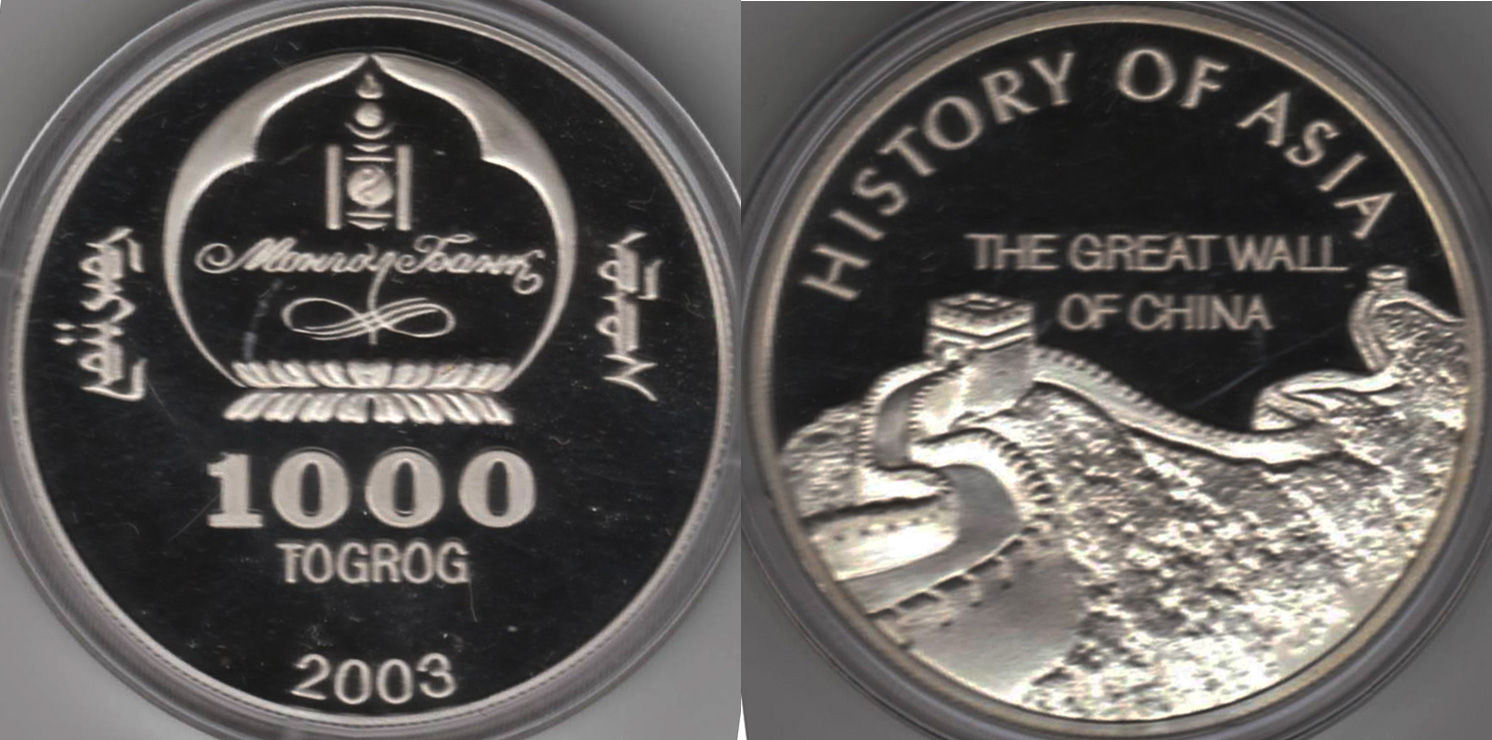 Монгол Банк
1000
TOGROG
2003
HISTORY OF ASIA
THE GREAT WALL
OF CHINA